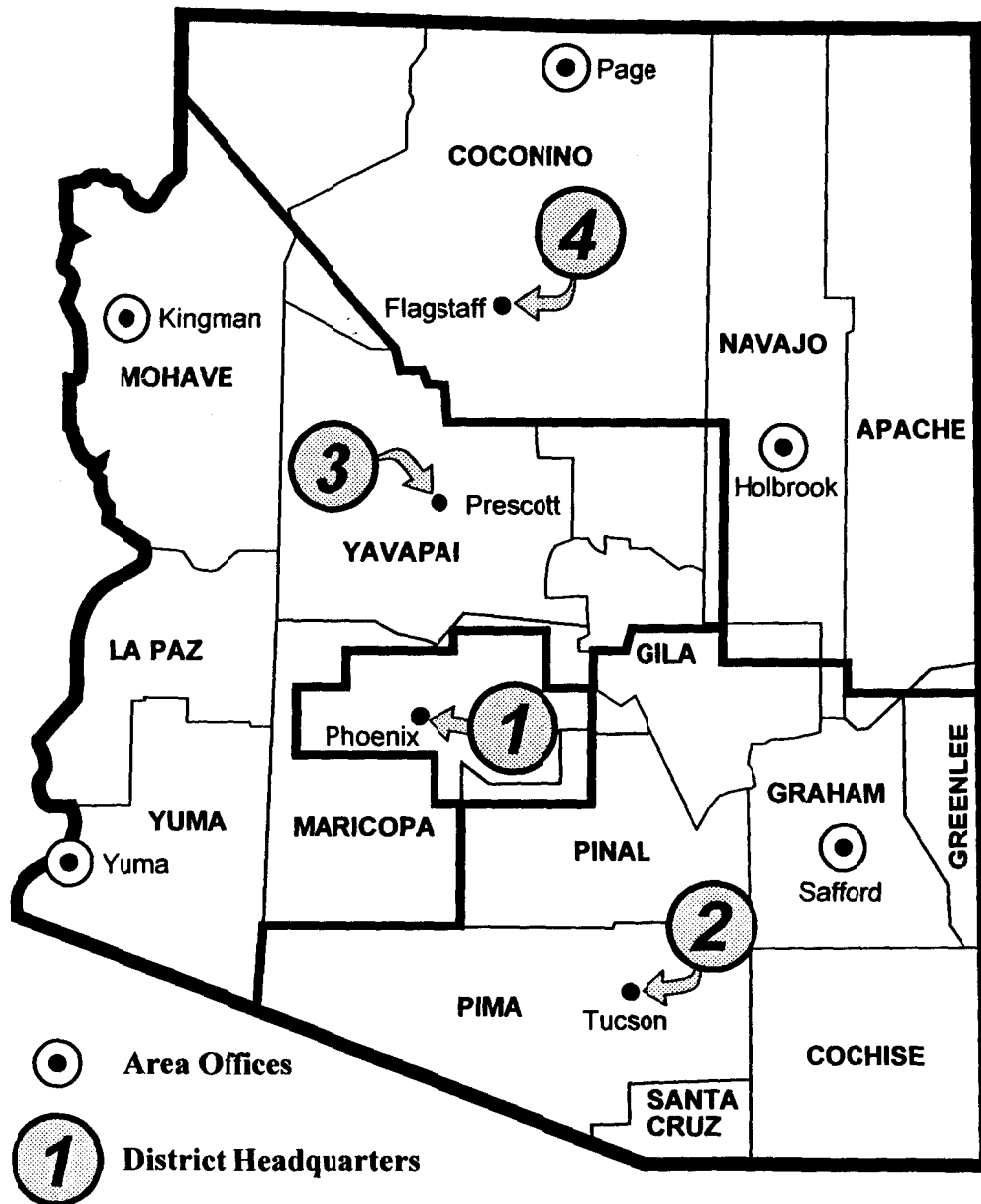 Page
COCONINO
4
Flagstaff
Kingman
MOHAVE
NAVAJO
APACHE
3
Prescott
Holbrook
YAVAPAI
LA PAZ
GILA
Phoenix
1
YUMA
MARICOPA
PINAL
GRAHAM
GREENLEE
Yuma
Safford
2
PIMA
Tucson
COCHISE
SANTA
CRUZ
Area Offices
1
District Headquarters